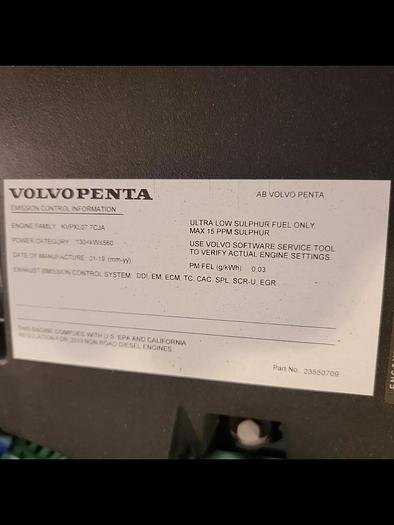 VOLVO PENTA
AB VOLVO PENTA
EMISSION CONTROL INFORMATION
ENGINE FAMILY: KVPXL07.7CJA
POWER CATEGORY: 130<kW≤560
DATE OF MANUFACTURE: 01-19 (mm-yy)
EXHAUST EMISSION CONTROL SYSTEM: DDI, EM, ECM, TC, CAC, SPL, SCR-U, EGR
ULTRA LOW SULPHUR FUEL ONLY
MAX 15 PPM SULPHUR
USE VOLVO SOFTWARE SERVICE TOOL
TO VERIFY ACTUAL ENGINE SETTINGS.
PM FEL (g/kWh) 0.03
THIS ENGINE COMPLIES WITH U.S. EPA AND CALIFORNIA
REGULATION FOR 2019 NON ROAD DIESEL ENGINES
Part No. 23550709